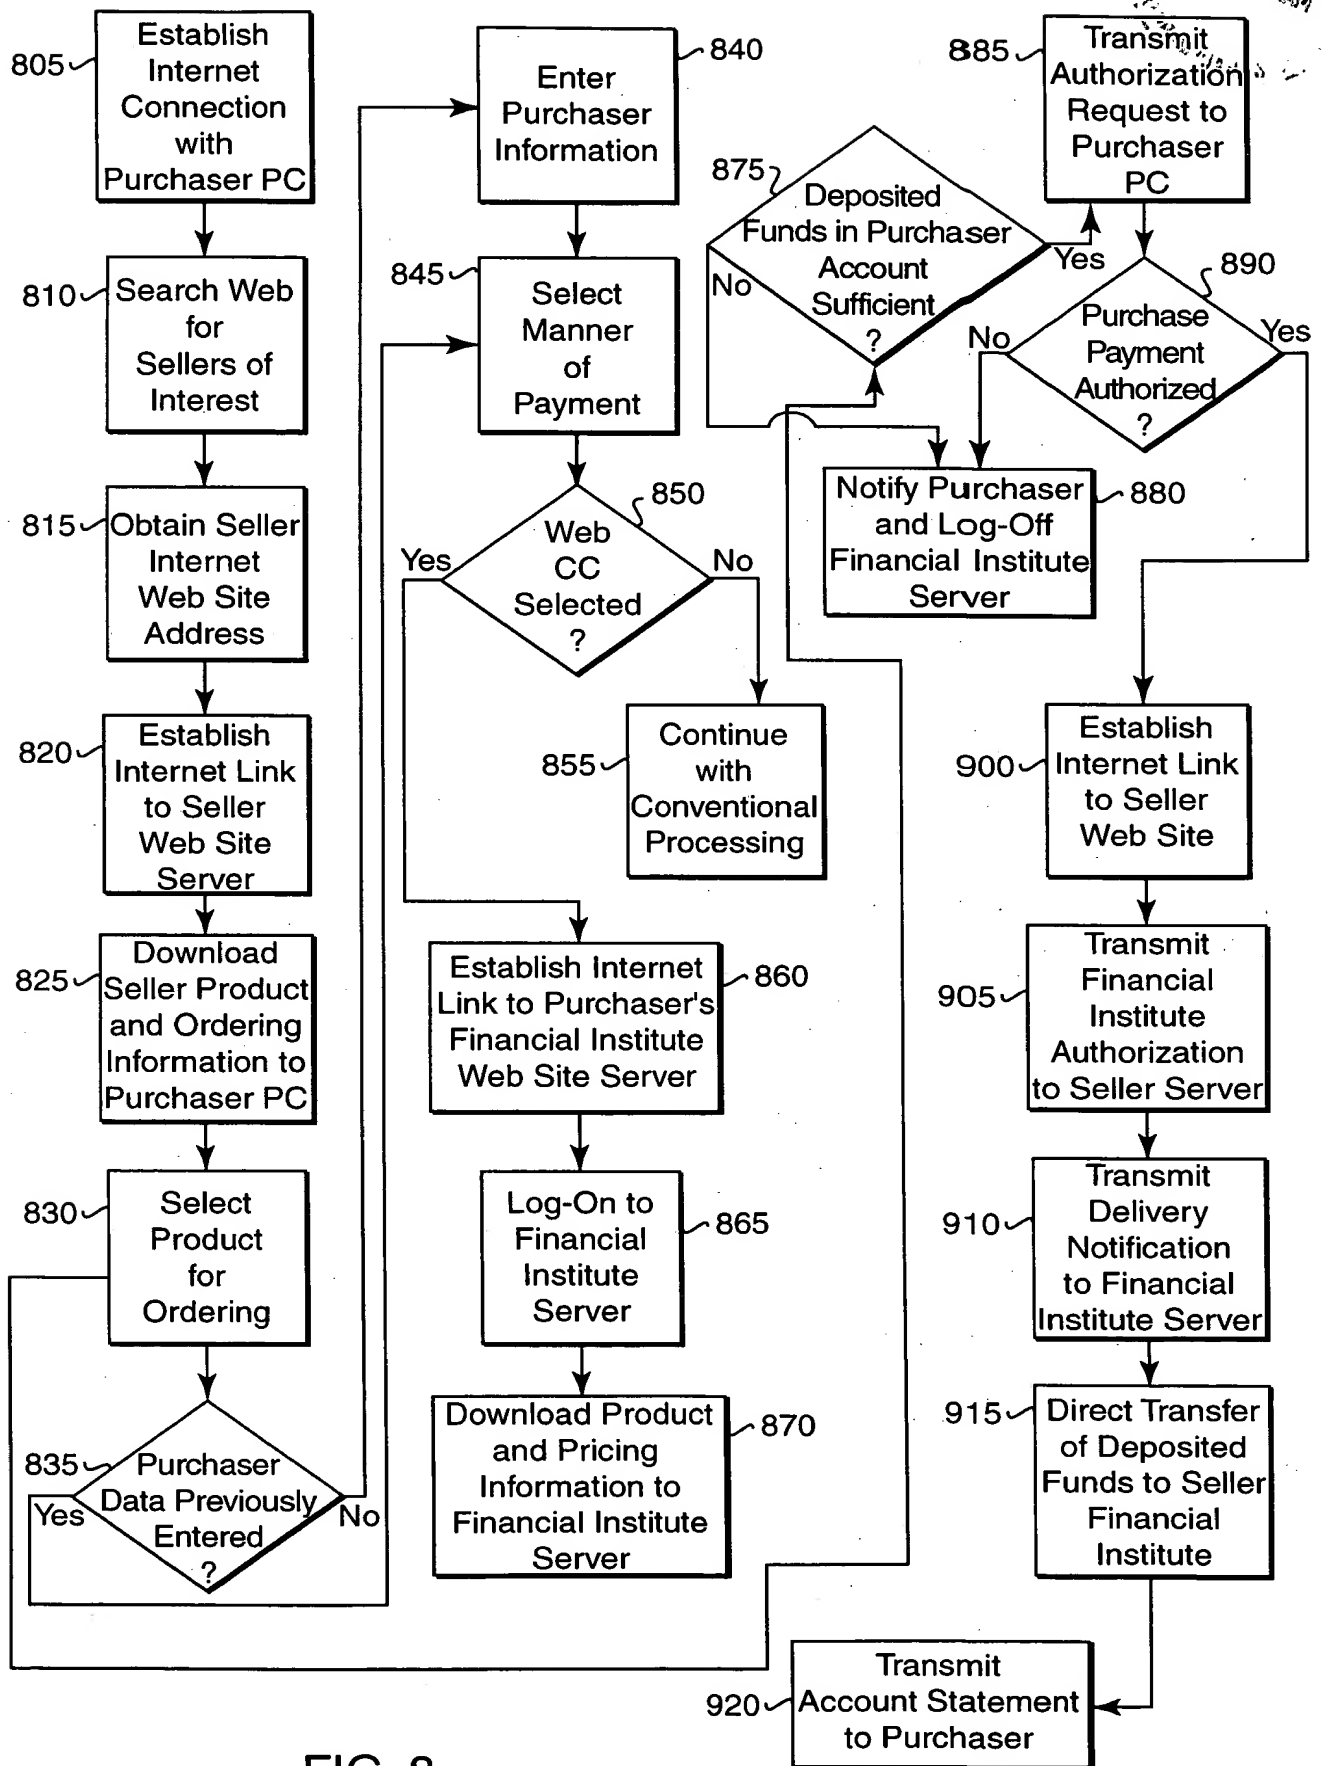 805
Establish
Internet
Connection
with
Purchaser PC
810
Search Web
for
Sellers of
Interest
815
Obtain Seller
Internet
Web Site
Address
820
Establish
Internet Link
to Seller
Web Site
Server
825
Download
Seller Product
and Ordering
Information to
Purchaser PC
830
Select
Product
for
Ordering
835
Purchaser
Data Previously
Entered
?
Yes
No
840
Enter
Purchaser
Information
845
Select
Manner
of
Payment
850
Web
CC
Selected
?
Yes
No
855
Continue
with
Conventional
Processing
860
Establish Internet
Link to Purchaser's
Financial Institute
Web Site Server
865
Log-On to
Financial
Institute
Server
870
Download Product
and Pricing
Information to
Financial Institute
Server
875
Deposited
Funds in Purchaser
Account
Sufficient
?
No
Yes
880
Notify Purchaser
and Log-Off
Financial Institute
Server
885
Transmit
Authorization
Request to
Purchaser
PC
890
Purchase
Payment
Authorized
?
No
Yes
900
Establish
Internet Link
to Seller
Web Site
905
Transmit
Financial
Institute
Authorization
to Seller Server
910
Transmit
Delivery
Notification
to Financial
Institute Server
915
Direct Transfer
of Deposited
Funds to Seller
Financial
Institute
920
Transmit
Account Statement
to Purchaser
FIG. 8